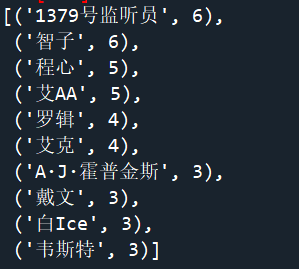 [('1379号监听员', 6),
('智子', 6),
('程心', 5),
('艾AA', 5),
('罗辑', 4),
('艾克', 4),
('A·J·霍普金斯', 3),
('戴文', 3),
('白Ice', 3),
('韦斯特', 3)]